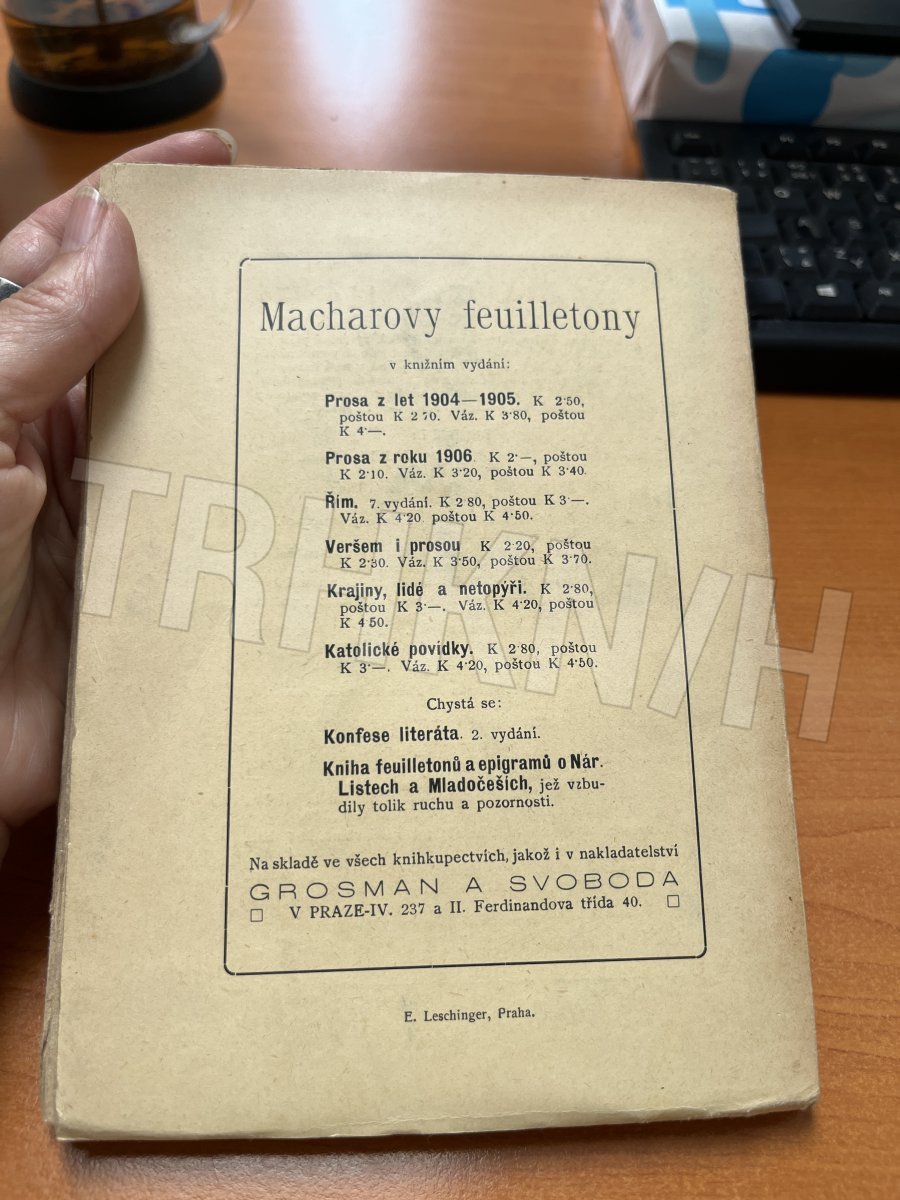 Macharovy feuilletony
v knižním vydání:
Prosa z let 1904—1905. K 2·50,
poštou K 2·70. Váz. K 3·80, poštou
K 4·—.
Prosa z roku 1906. K 2·—, poštou
K 2·10. Váz. K 3·20, poštou K 3·40.
Řím. 7. vydání. K 2·80, poštou K 3·—.
Váz. K 4·20 poštou K 4·50.
Veršem i prosou K 2·20, poštou
K 2·30. Váz. K 3·50, poštou K 3·70.
Krajiny, lidé a netopýři. K 2·80,
poštou K 3·—. Váz. K 4·20, poštou
K 4·50.
Katolické povídky. K 2·80, poštou
K 3·—. Váz. K 4·20, poštou K 4·50.
Chystá se:
Konfese literáta. 2. vydání.
Kniha feuilletonů a epigramů o Nár.
Listech a Mladočeších, jež vzbu-
dily tolik ruchu a pozornosti.
Na skladě ve všech knihkupectvích, jakož i v nakladatelství
GROSMAN A SVOBODA
V PRAZE-IV. 237 a II. Ferdinandova třída 40.
E. Leschinger, Praha.
TRHKNIH